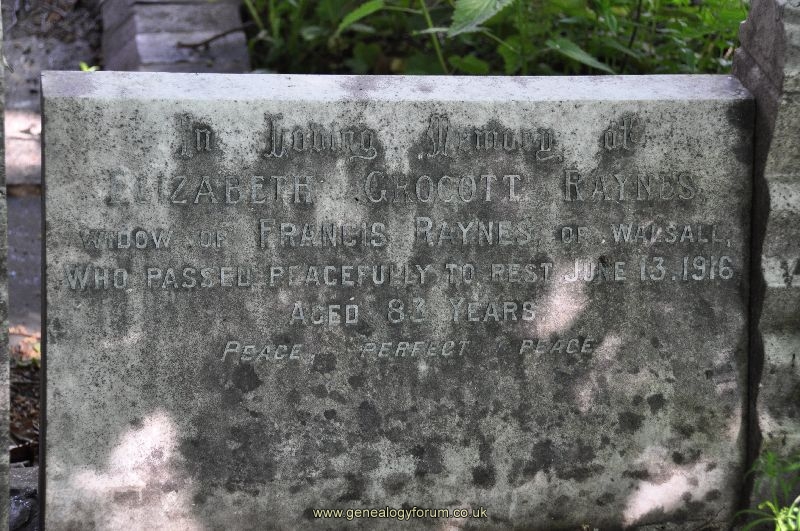 In Loving Memory of
ELIZABETH GROCOTT RAYNES
WIDOW OF FRANCIS RAYNES, OF WALSALL,
WHO PASSED PEACEFULLY TO REST JUNE 13. 1916
AGED 83 YEARS
PEACE, PERFECT PEACE
www.genealogyforum.co.uk